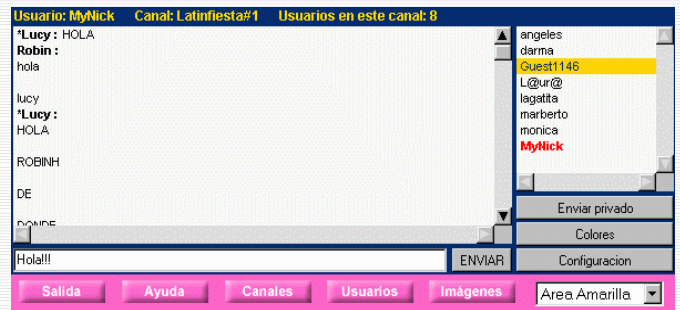 Usuario: MyNick Canal: Latinfiesta#1 Usuarios en este canal: 8
*Lucy : HOLA
Robin :
hola
lucy
*Lucy :
HOLA
ROBINH
DE
DONDE
angeles
darma
Guest1146
L@ur@
lagatita
marberto
monica
MyNick
Enviar privado
Colores
Configuracion
Hola!!!
ENVIAR
Salida Ayuda Canales Usuarios Imágenes Area Amarilla